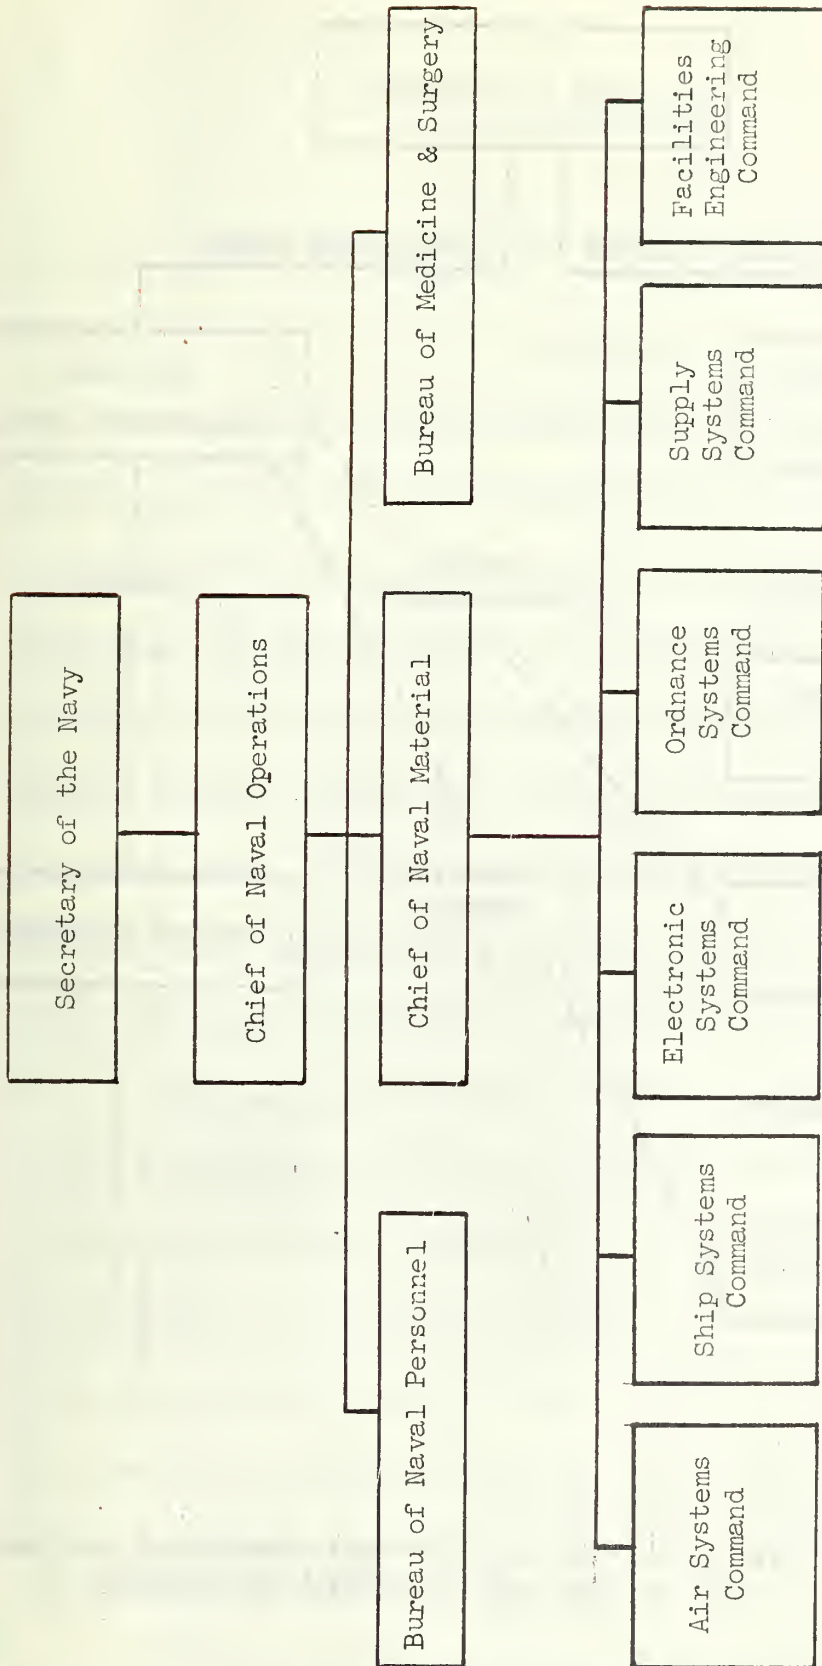 Secretary of the Navy
Chief of Naval Operations
Bureau of Naval Personnel
Chief of Naval Material
Bureau of Medicine & Surgery
Air Systems
Command
Ship Systems
Command
Electronic
Systems
Command
Ordnance
Systems
Command
Supply
Systems
Command
Facilities
Engineering
Command